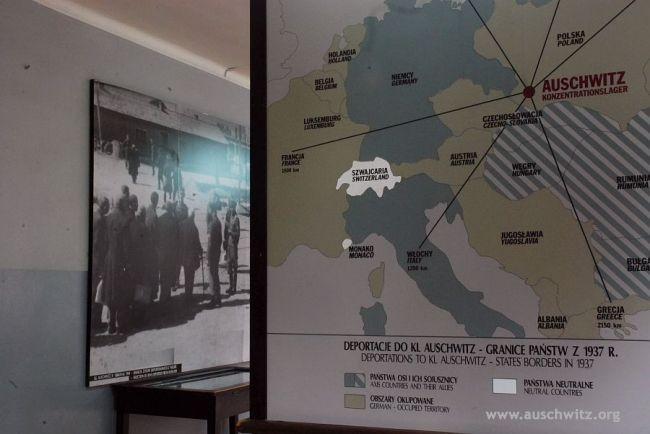 POLSKA
POLAND
HOLANDIA
HOLLAND
NIEMCY
GERMANY
BELGIA
BELGIUM
AUSCHWITZ
KONZENTRATIONSLAGER
LUKSEMBURG
LUXEMBURG
CZECHOSŁOWACJA
CZECHO-SLOVAKIA
FRANCJA
FRANCE
1500 km
AUSTRIA
AUSTRIA
WĘGRY
HUNGARY
SZWAJCARIA
SWITZERLAND
RUMUNIA
RUMUNIA
JUGOSŁAWIA
YUGOSLAVIA
MONAKO
MONACO
WŁOCHY
ITALY
BUŁG
BULG
GRECJA
GREECE
2150 km
ALBANIA
ALBANIA
DEPORTACJE DO KL AUSCHWITZ - GRANICE PAŃSTW Z 1937 R.
DEPORTATIONS TO KL AUSCHWITZ - STATES BORDERS IN 1937
PAŃSTWA OSI I ICH SOJUSZNICY
AXIS COUNTRIES AND THEIR ALLIES
PAŃSTWA NEUTRALNE
NEUTRAL COUNTRIES
OBSZARY OKUPOWANE
GERMAN - OCCUPIED TERRITORY
www.auschwitz.org